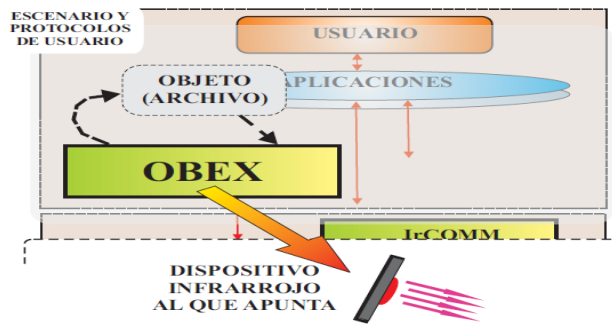 ESCENARIO Y
PROTOCOLOS
DE USUARIO
USUARIO
OBJETO
(ARCHIVO)
APLICACIONES
OBEX
IrCOMM
DISPOSITIVO
INFRARROJO
AL QUE APUNTA